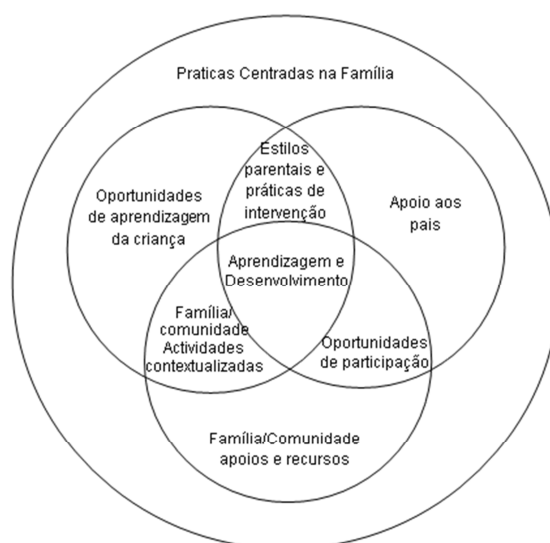 Praticas Centradas na Família
Estilos
parentais e
práticas de
intervenção
Oportunidades
de aprendizagem
da criança
Apoio aos
pais
Aprendizagem e
Desenvolvimento
Família/
comunidade
Actividades
contextualizadas
Oportunidades
de participação
Família/Comunidade
apoios e recursos